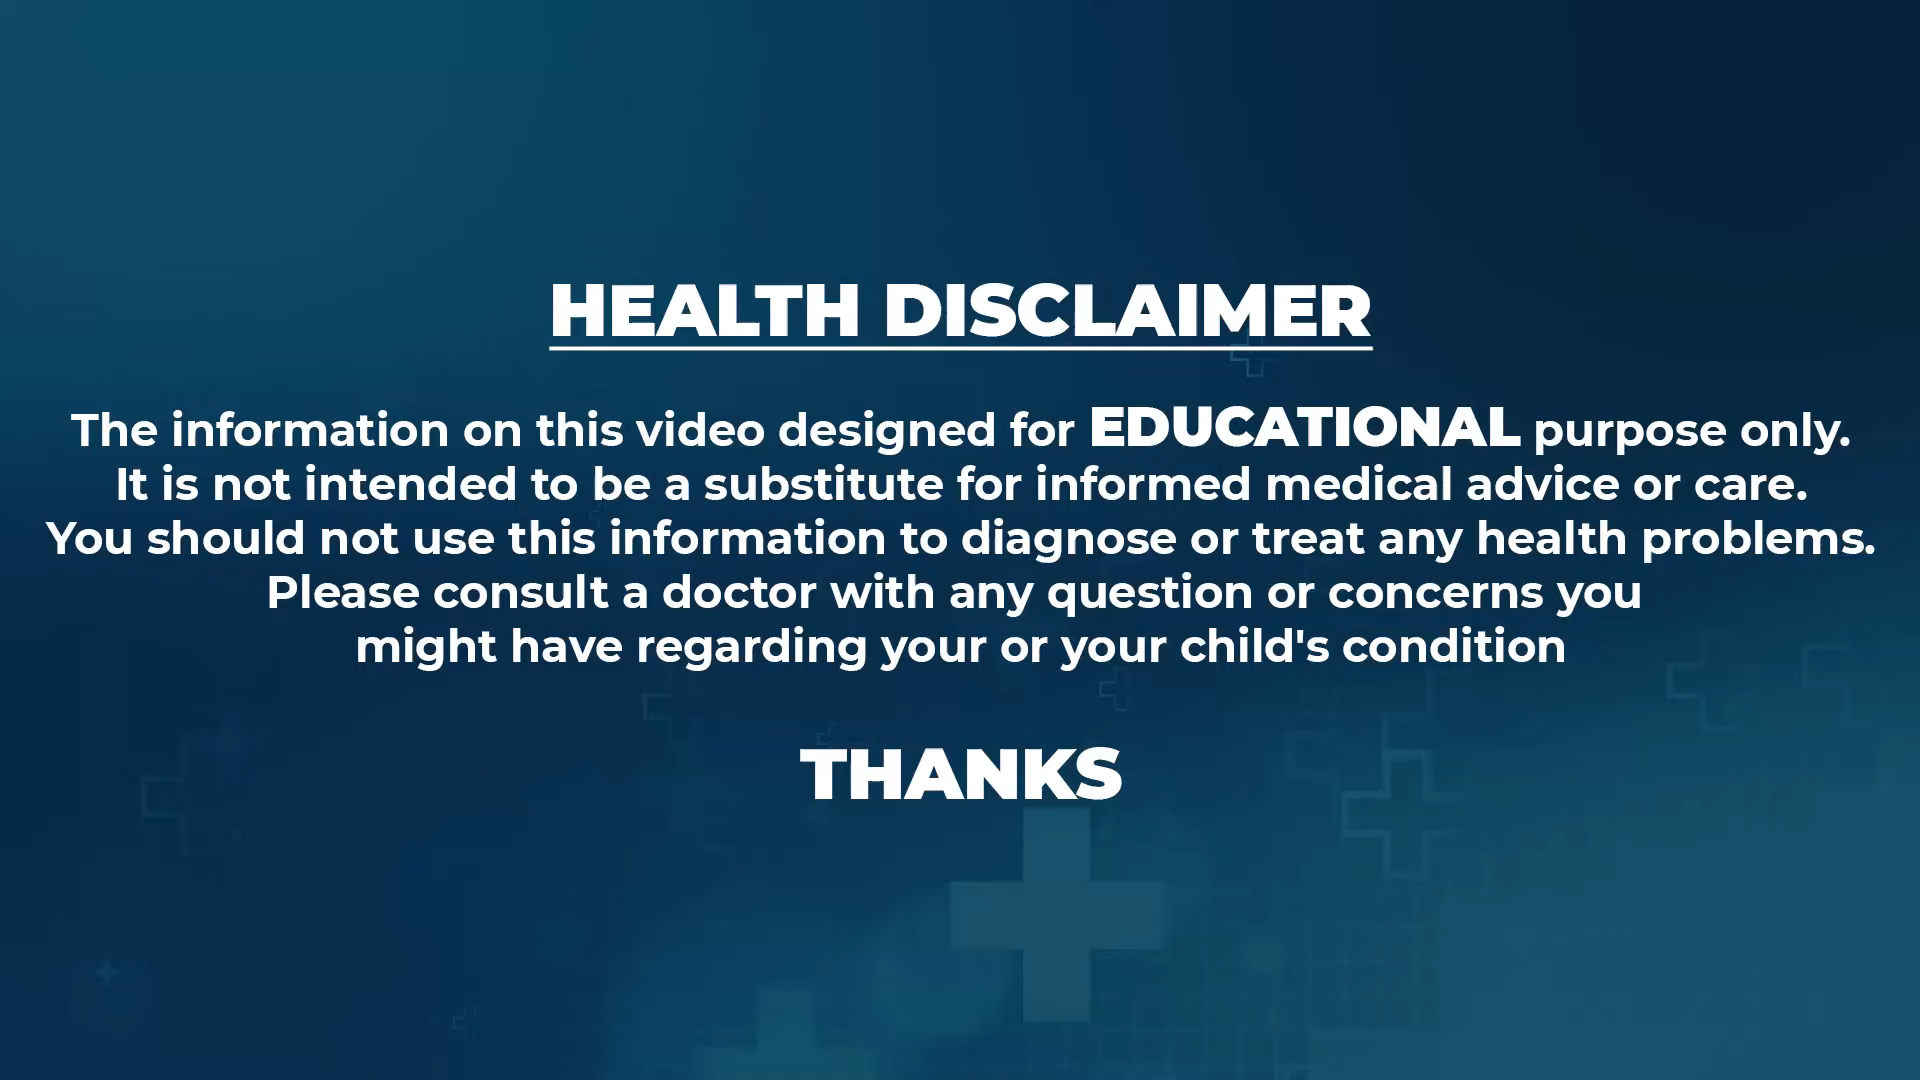 HEALTH DISCLAIMER
The information on this video designed for EDUCATIONAL purpose only.
It is not intended to be a substitute for informed medical advice or care.
You should not use this information to diagnose or treat any health problems.
Please consult a doctor with any question or concerns you
might have regarding your or your child's condition
THANKS